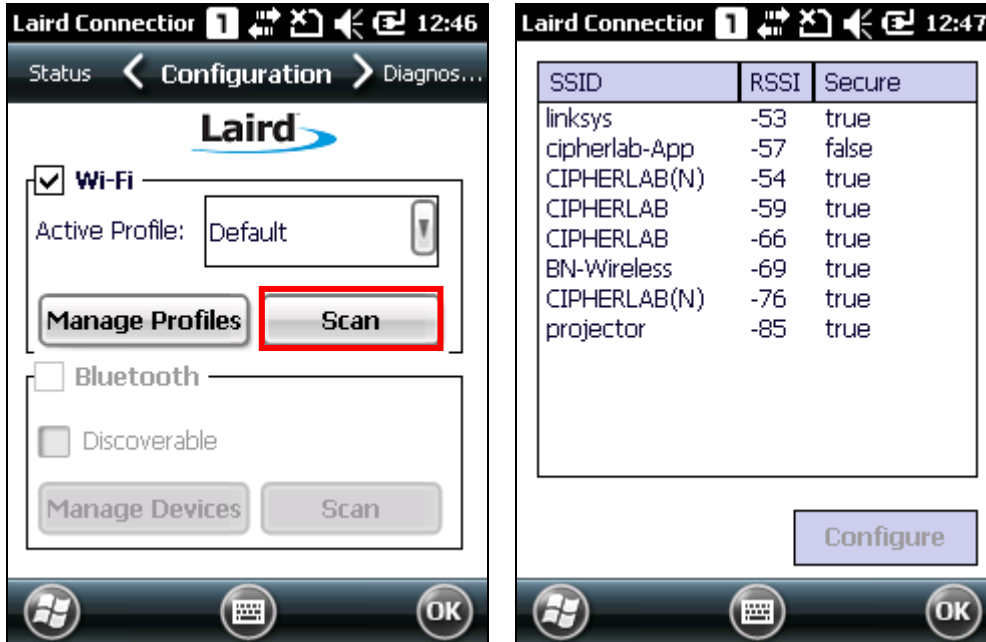 Laird Connectior 1 12:46
Status Configuration Diagnos...
Laird
Wi-Fi
Active Profile: Default
Manage Profiles Scan
Bluetooth
Discoverable
Manage Devices Scan
OK
Laird Connectior 1 12:47
SSID RSSI Secure
linksys -53 true
cipherlab-App -57 false
CIPHERLAB(N) -54 true
CIPHERLAB -59 true
CIPHERLAB -66 true
BN-Wireless -69 true
CIPHERLAB(N) -76 true
projector -85 true
Configure
OK